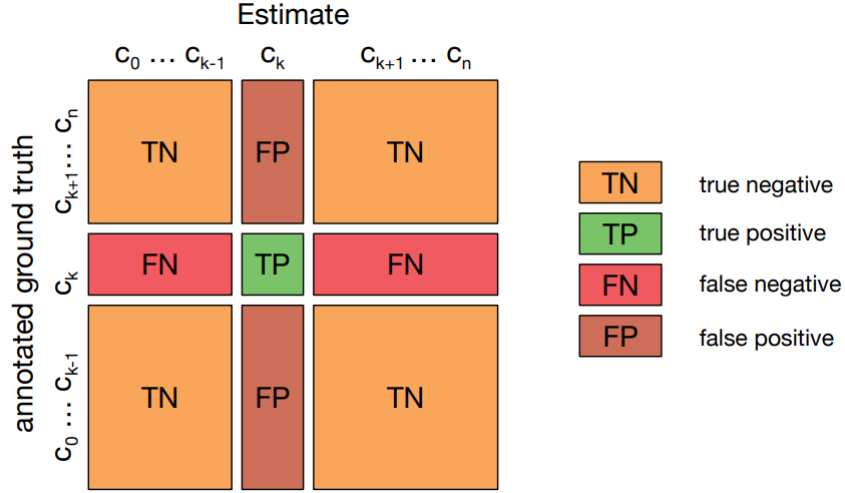 Estimate
c0 … ck-1 ck ck+1 … cn
annotated ground truth
ck+1 … cn
ck
c0 … ck-1
TN FP TN
FN TP FN
TN FP TN
TN true negative
TP true positive
FN false negative
FP false positive